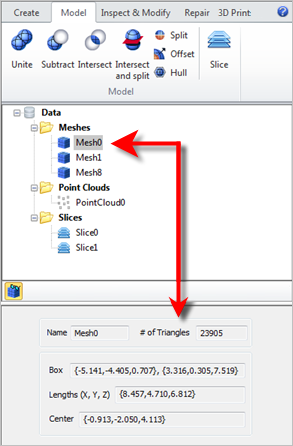 Create Model Inspect & Modify Repair 3D Print
Unite Subtract Intersect Intersect and split Split Offset Hull Slice
Model
Data
Meshes
Mesh0
Mesh1
Mesh8
Point Clouds
PointCloud0
Slices
Slice0
Slice1
Name Mesh0 # of Triangles 23905
Box {-5.141,-4.405,0.707}, {3.316,0.305,7.519}
Lengths (X, Y, Z) {8.457,4.710,6.812}
Center {-0.913,-2.050,4.113}